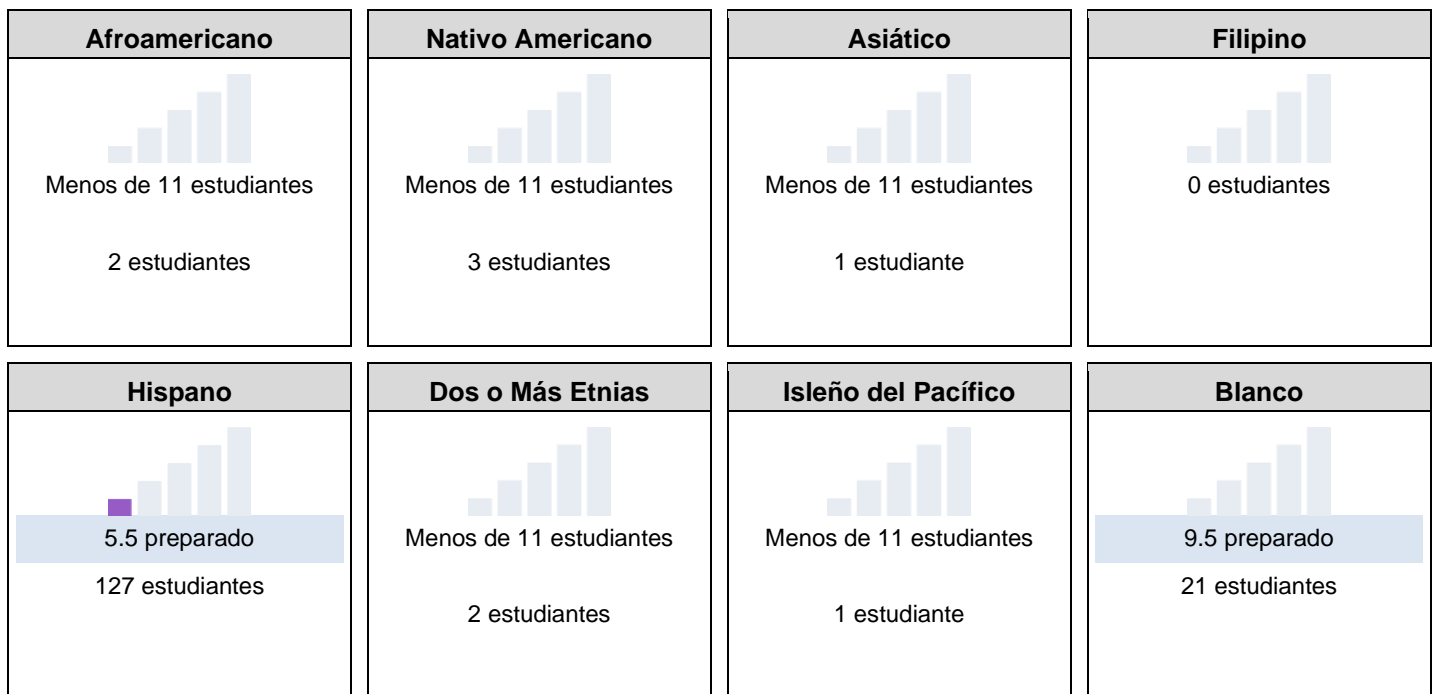 Afroamericano
Menos de 11 estudiantes
2 estudiantes
Nativo Americano
Menos de 11 estudiantes
3 estudiantes
Asiático
Menos de 11 estudiantes
1 estudiante
Filipino
0 estudiantes
Hispano
5.5 preparado
127 estudiantes
Dos o Más Etnias
Menos de 11 estudiantes
2 estudiantes
Isleño del Pacífico
Menos de 11 estudiantes
1 estudiante
Blanco
9.5 preparado
21 estudiantes